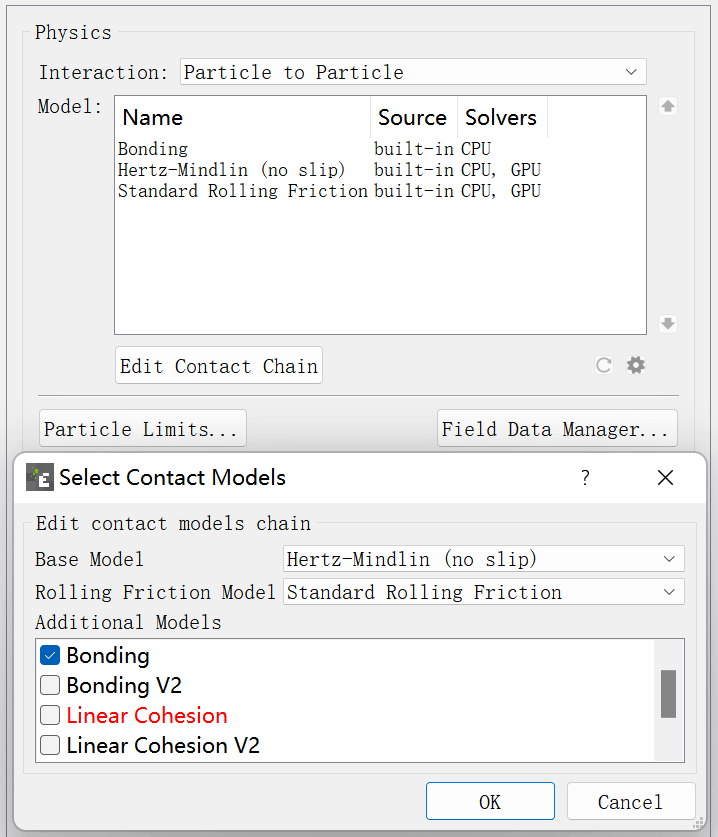 Physics
Interaction: Particle to Particle
Model: Name Source Solvers
Bonding built-in CPU
Hertz-Mindlin (no slip) built-in CPU, GPU
Standard Rolling Friction built-in CPU, GPU
Edit Contact Chain
Particle Limits... Field Data Manager...
E Select Contact Models ?
Edit contact models chain
Base Model Hertz-Mindlin (no slip)
Rolling Friction Model Standard Rolling Friction
Additional Models
Bonding
Bonding V2
Linear Cohesion
Linear Cohesion V2
OK Cancel